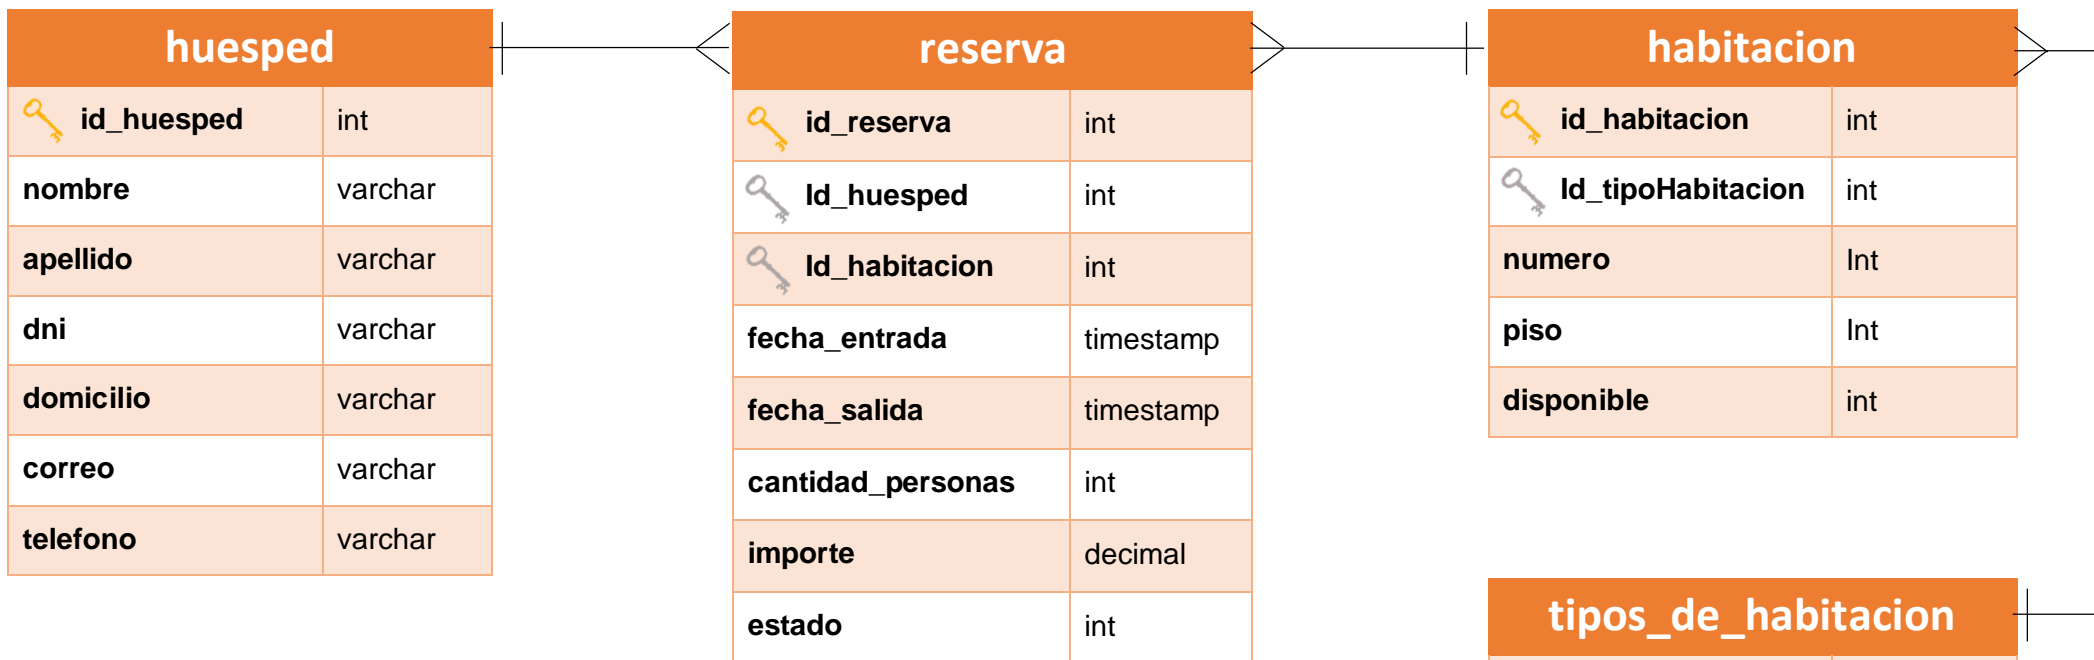 huesped
id_huesped int
nombre varchar
apellido varchar
dni varchar
domicilio varchar
correo varchar
telefono varchar
reserva
id_reserva int
Id_huesped int
Id_habitacion int
fecha_entrada timestamp
fecha_salida timestamp
cantidad_personas int
importe decimal
estado int
habitacion
id_habitacion int
Id_tipoHabitacion int
numero Int
piso Int
disponible int
tipos_de_habitacion